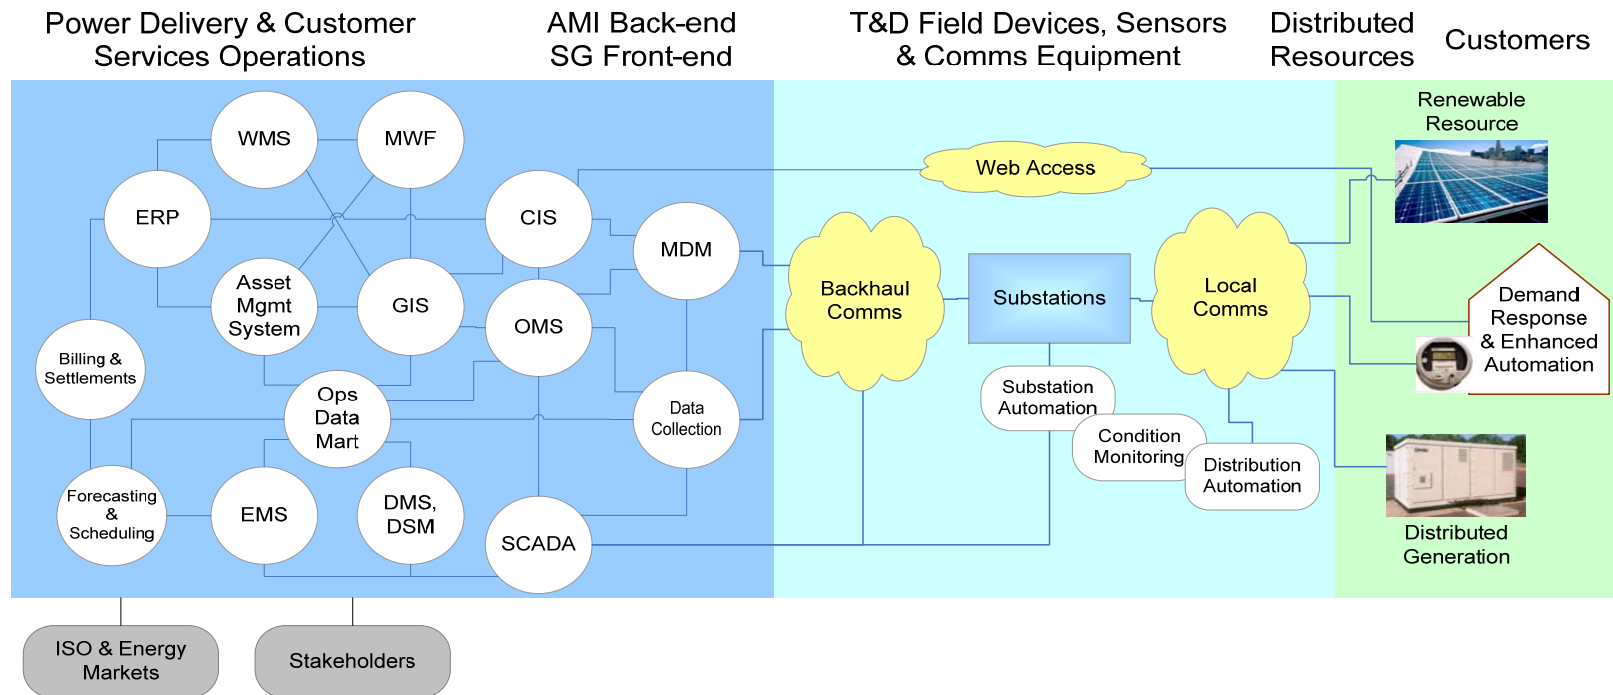 Power Delivery & Customer
Services Operations
AMI Back-end
SG Front-end
T&D Field Devices, Sensors
& Comms Equipment
Distributed
Resources
Customers
WMS
MWF
ERP
CIS
MDM
Asset
Mgmt
System
GIS
OMS
Billing &
Settlements
Ops
Data
Mart
Data
Collection
Forecasting
&
Scheduling
EMS
DMS,
DSM
SCADA
ISO & Energy
Markets
Stakeholders
Web Access
Backhaul
Comms
Substations
Local
Comms
Substation
Automation
Condition
Monitoring
Distribution
Automation
Renewable
Resource
Demand
Response
& Enhanced
Automation
Distributed
Generation